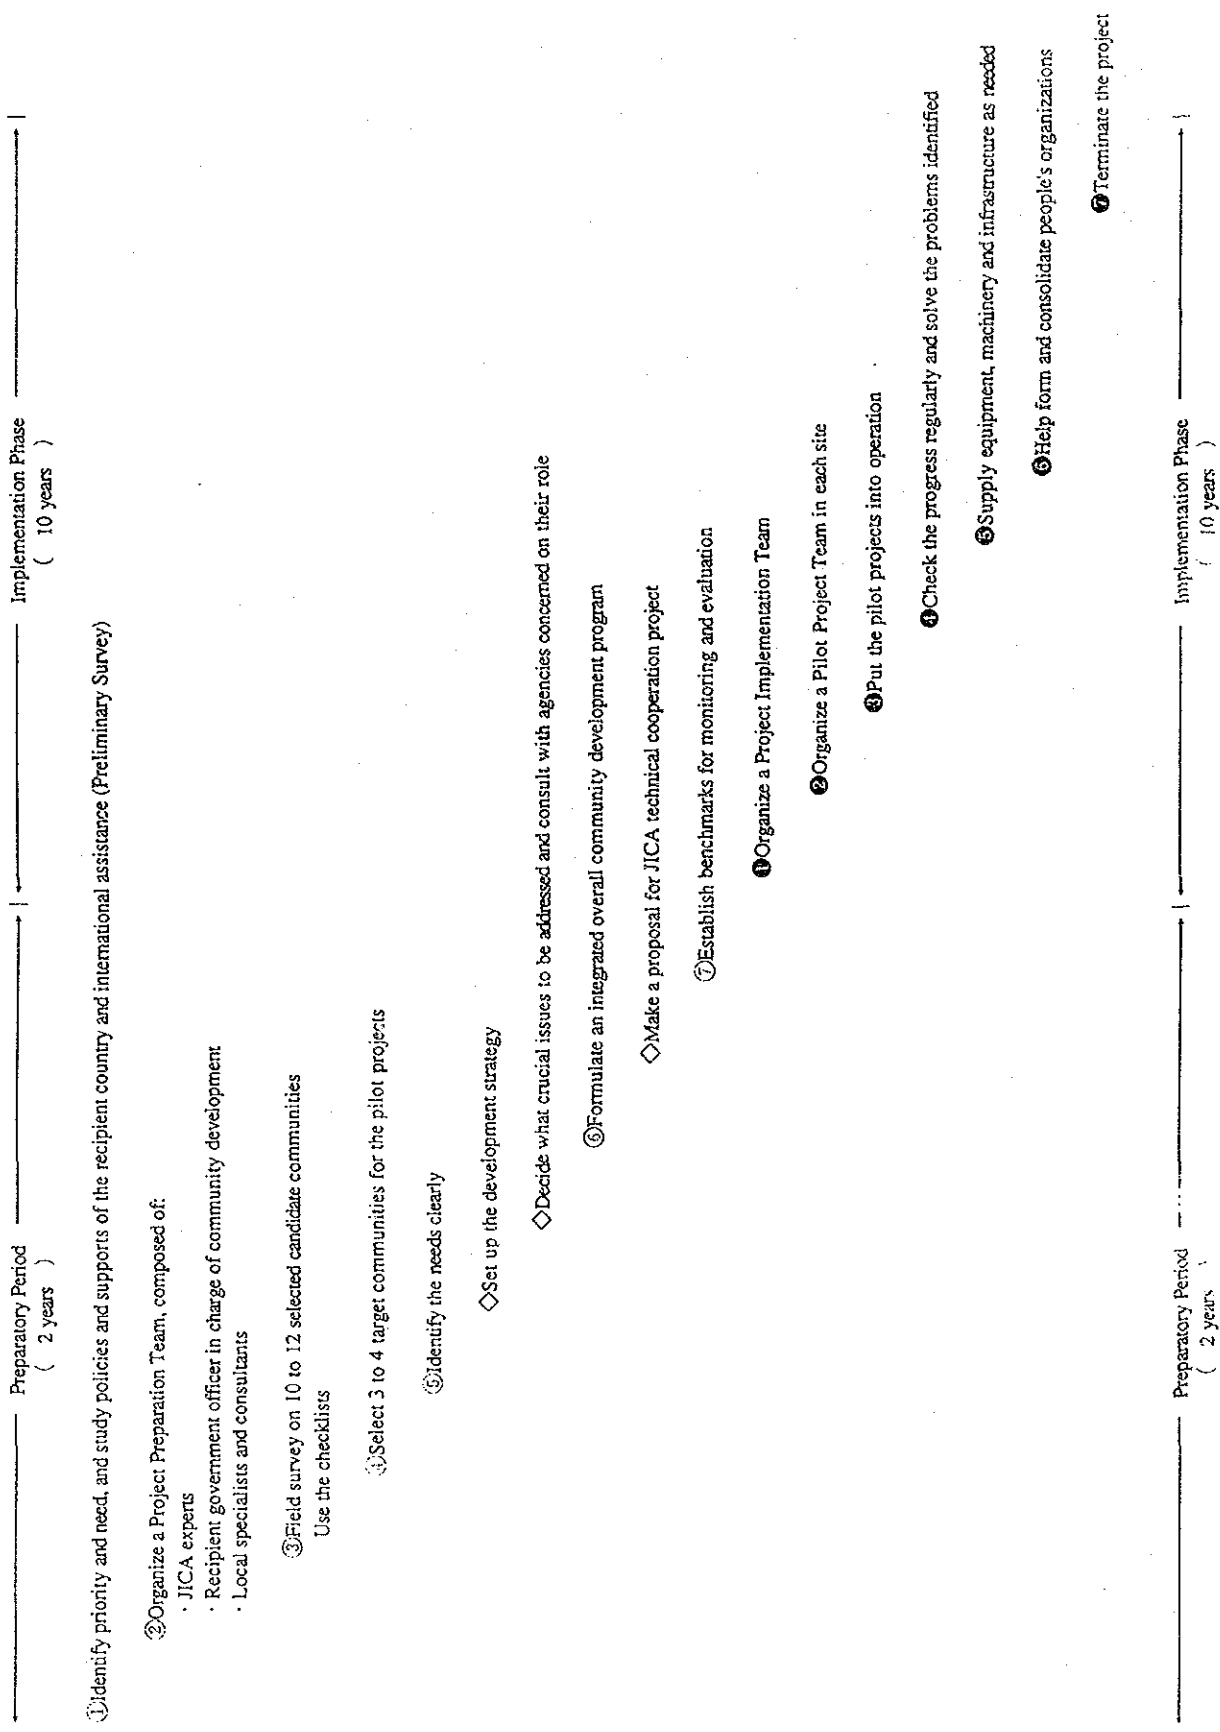 Preparatory Period
( 2 years )
Implementation Phase
( 10 years )
①Identify priority and need, and study policies and supports of the recipient country and international assistance (Preliminary Survey)
②Organize a Project Preparation Team, composed of:
· JICA experts
· Recipient government officer in charge of community development
· Local specialists and consultants
③Field survey on 10 to 12 selected candidate communities
Use the checklists
④Select 3 to 4 target communities for the pilot projects
⑤Identify the needs clearly
◇Set up the development strategy
◇Decide what crucial issues to be addressed and consult with agencies concerned on their role
⑥Formulate an integrated overall community development program
◇Make a proposal for JICA technical cooperation project
⑦Establish benchmarks for monitoring and evaluation
❶Organize a Project Implementation Team
❷Organize a Pilot Project Team in each site
❸Put the pilot projects into operation
❹Check the progress regularly and solve the problems identified
❺Supply equipment, machinery and infrastructure as needed
❻Help form and consolidate people's organizations
❼Terminate the project
Preparatory Period
( 2 years )
Implementation Phase
( 10 years )